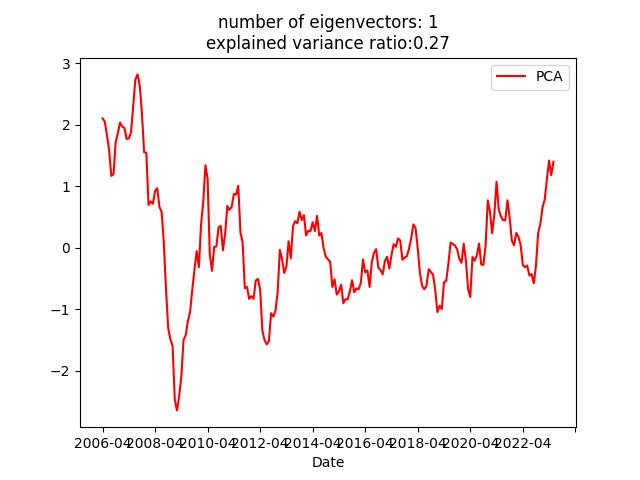 number of eigenvectors: 1
explained variance ratio:0.27
3
2
1
0
−1
−2
PCA
2006-04 2008-04 2010-04 2012-04 2014-04 2016-04 2018-04 2020-04 2022-04
Date